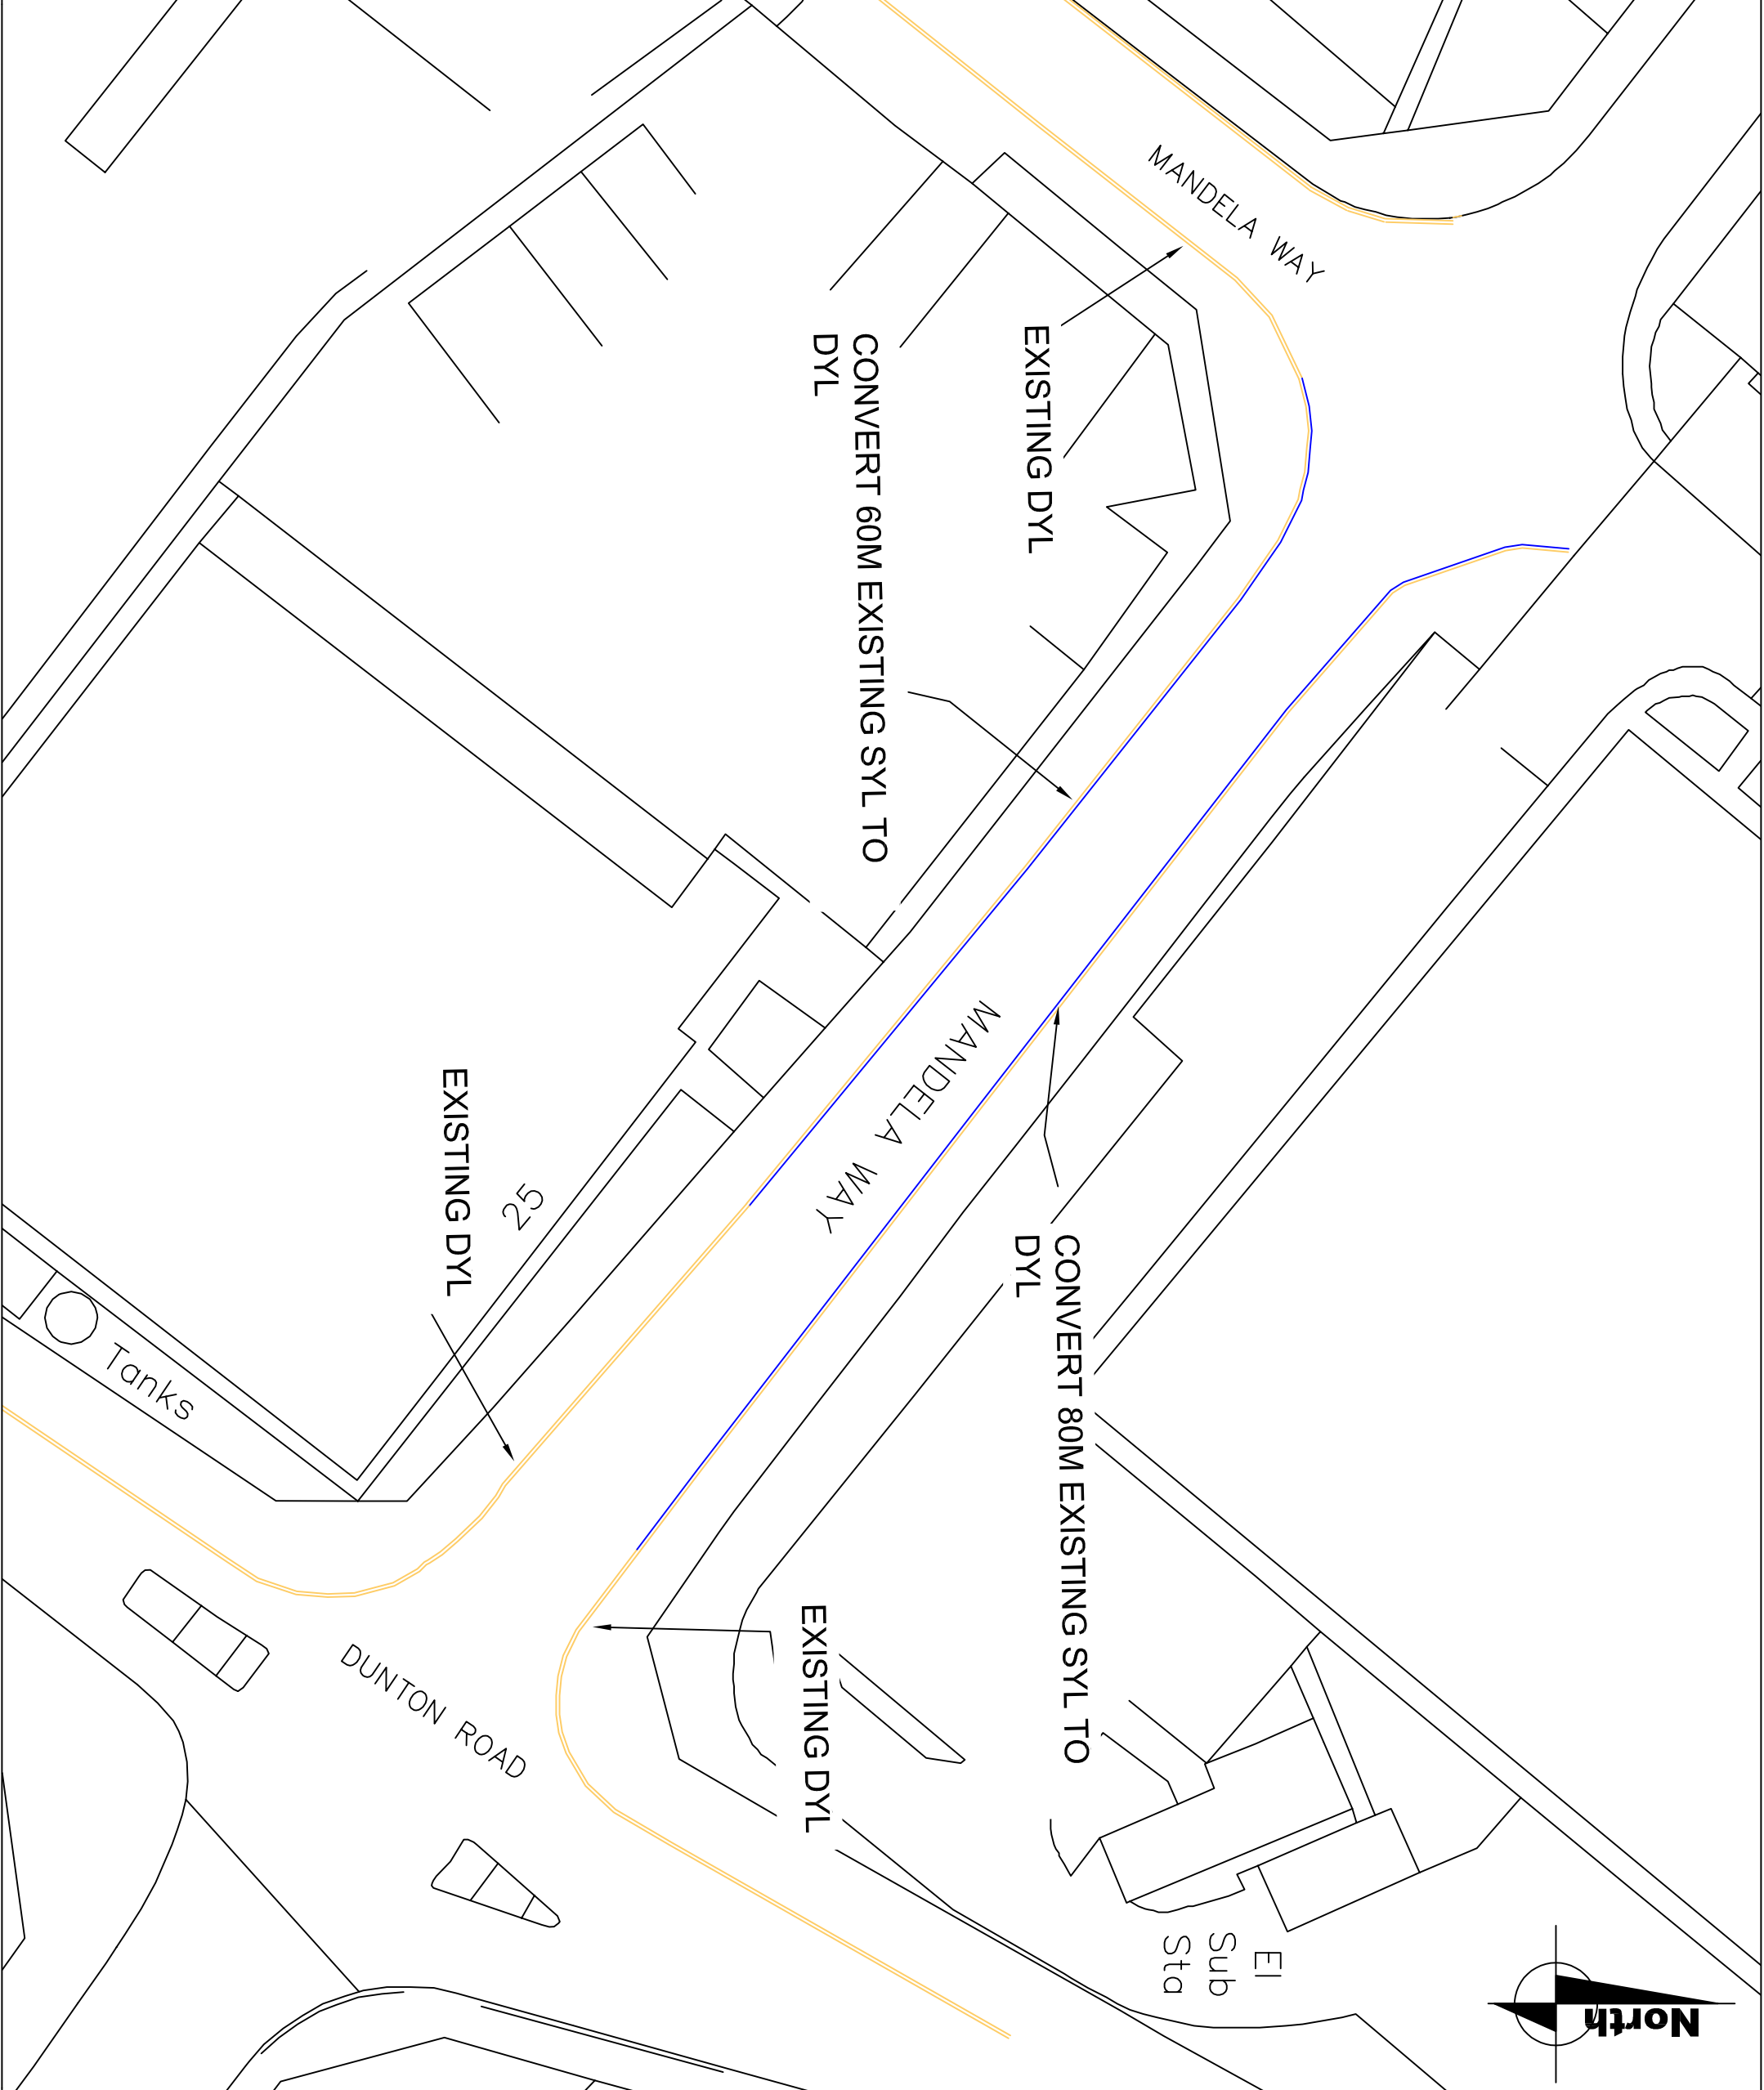 MANDELA WAY
EXISTING DYL
CONVERT 60M EXISTING SYL TO
DYL
MANDELA WAY
EXISTING DYL
25
CONVERT 80M EXISTING SYL TO
DYL
Tanks
EXISTING DYL
DUNTON ROAD
El
Sub
Sta
North